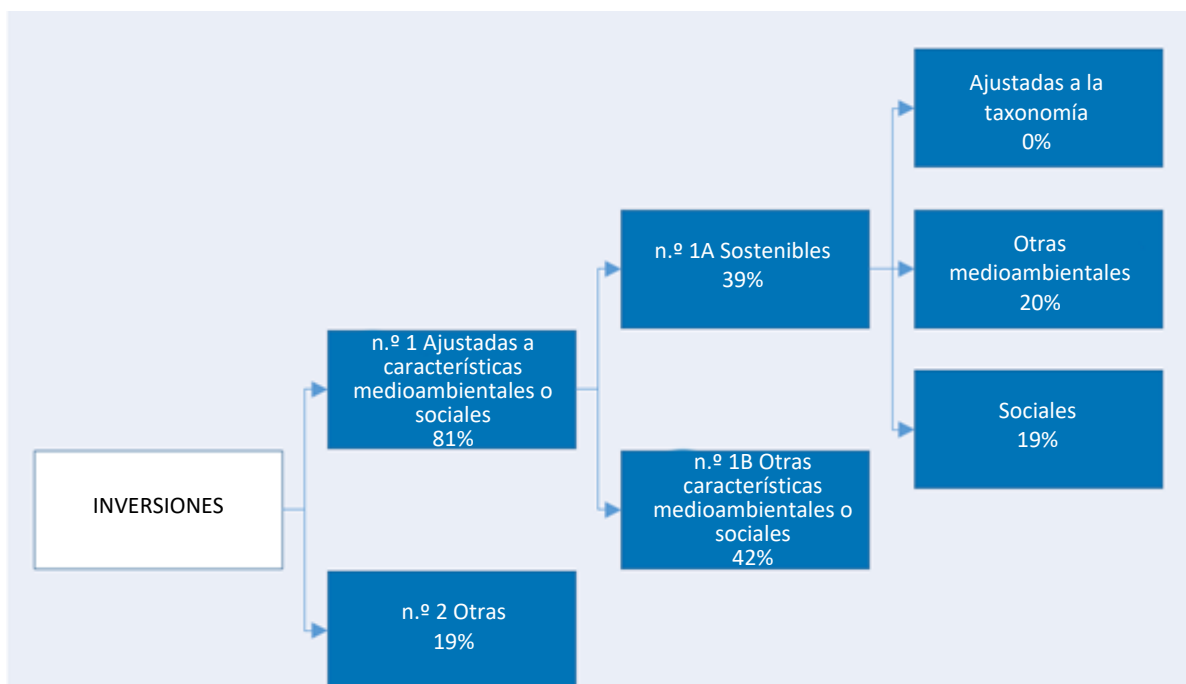 INVERSIONES
n.º 1 Ajustadas a
características
medioambientales o
sociales
81%
n.º 2 Otras
19%
n.º 1A Sostenibles
39%
n.º 1B Otras
características
medioambientales o
sociales
42%
Ajustadas a la
taxonomía
0%
Otras
medioambientales
20%
Sociales
19%